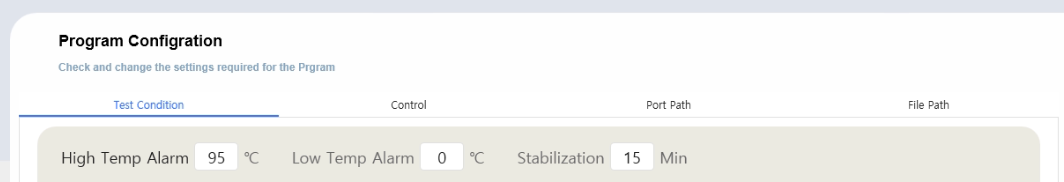 Program Configration
Check and change the settings required for the Prgram
Test Condition Control Port Path File Path
High Temp Alarm 95 ℃ Low Temp Alarm 0 ℃ Stabilization 15 Min